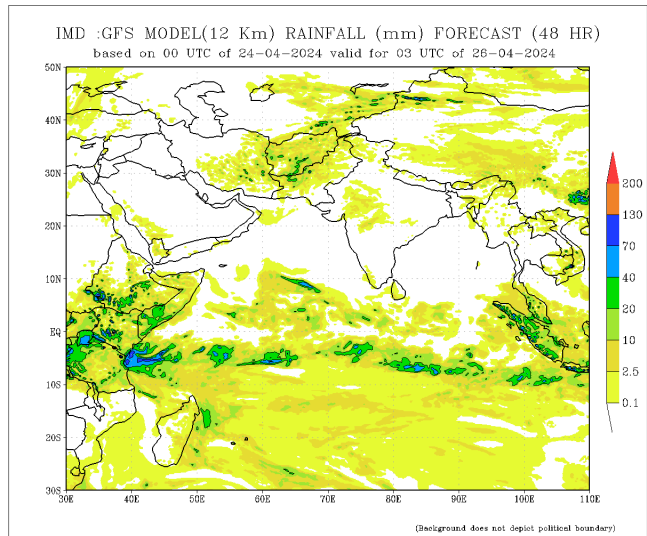 IMD :GFS MODEL(12 Km) RAINFALL (mm) FORECAST (48 HR)
based on 00 UTC of 24-04-2024 valid for 03 UTC of 26-04-2024
50N
40N
30N
20N
10N
EQ
10S
20S
30S
30E 40E 50E 60E 70E 80E 90E 100E 110E
200
130
70
40
20
10
2.5
0.1
(Background does not depict political boundary)